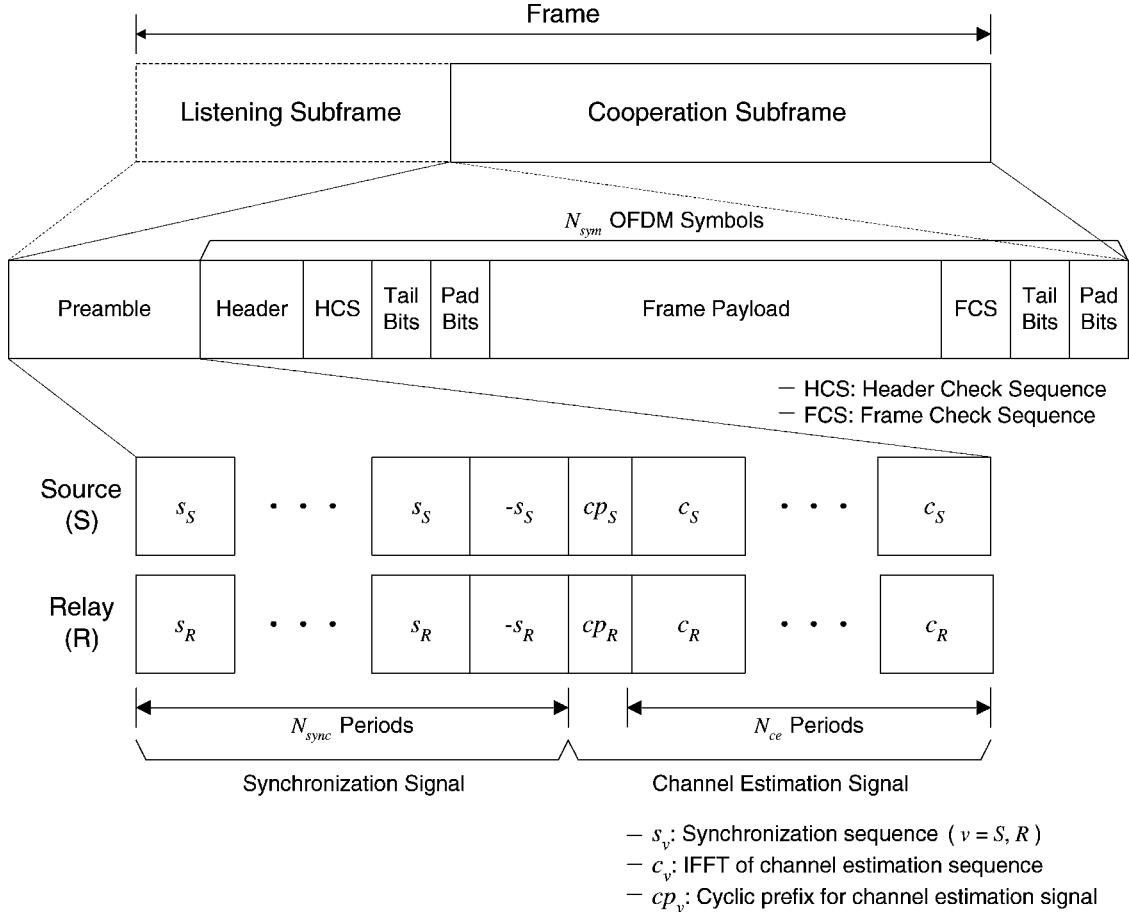 Frame
Listening Subframe
Cooperation Subframe
N_sym OFDM Symbols
Preamble
Header
HCS
Tail
Bits
Pad
Bits
Frame Payload
FCS
Tail
Bits
Pad
Bits
– HCS: Header Check Sequence
– FCS: Frame Check Sequence
Source
(S)
s_S
• • •
s_S
-s_S
cp_S
c_S
• • •
c_S
Relay
(R)
s_R
• • •
s_R
-s_R
cp_R
c_R
• • •
c_R
N_sync Periods
N_ce Periods
Synchronization Signal
Channel Estimation Signal
– s_v: Synchronization sequence ( v = S, R )
– c_v: IFFT of channel estimation sequence
– cp_v: Cyclic prefix for channel estimation signal